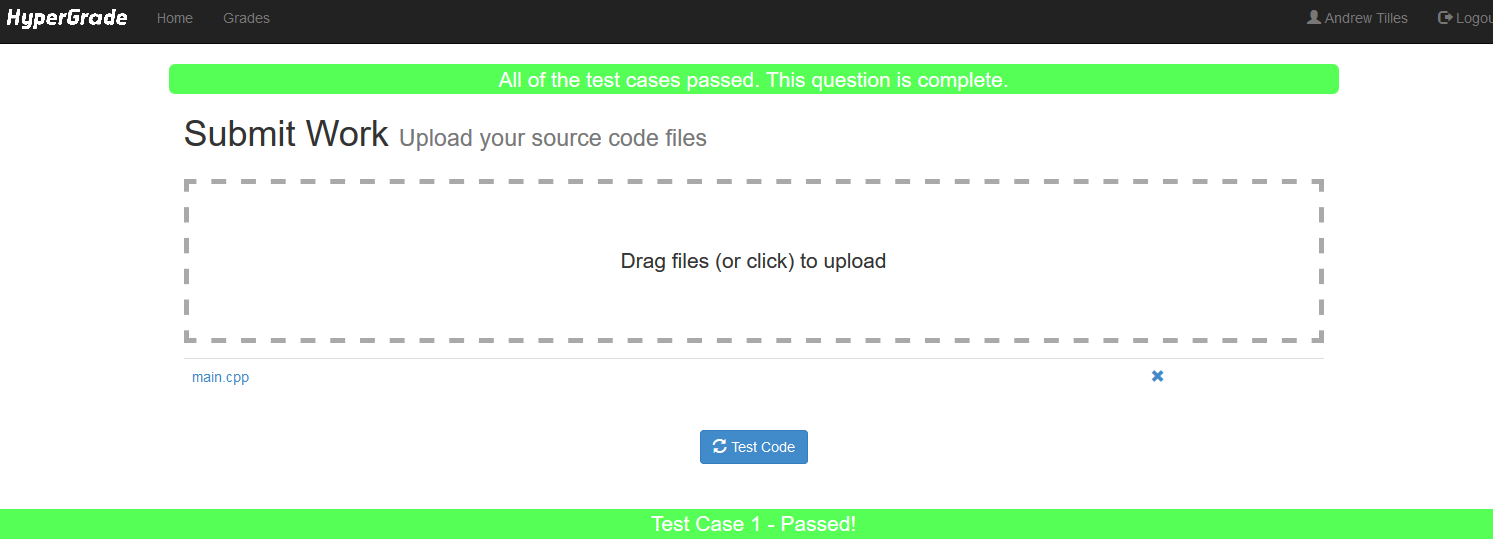 HyperGrade Home Grades Andrew Tilles Logou
All of the test cases passed. This question is complete.
Submit Work Upload your source code files
Drag files (or click) to upload
main.cpp
Test Code
Test Case 1 - Passed!